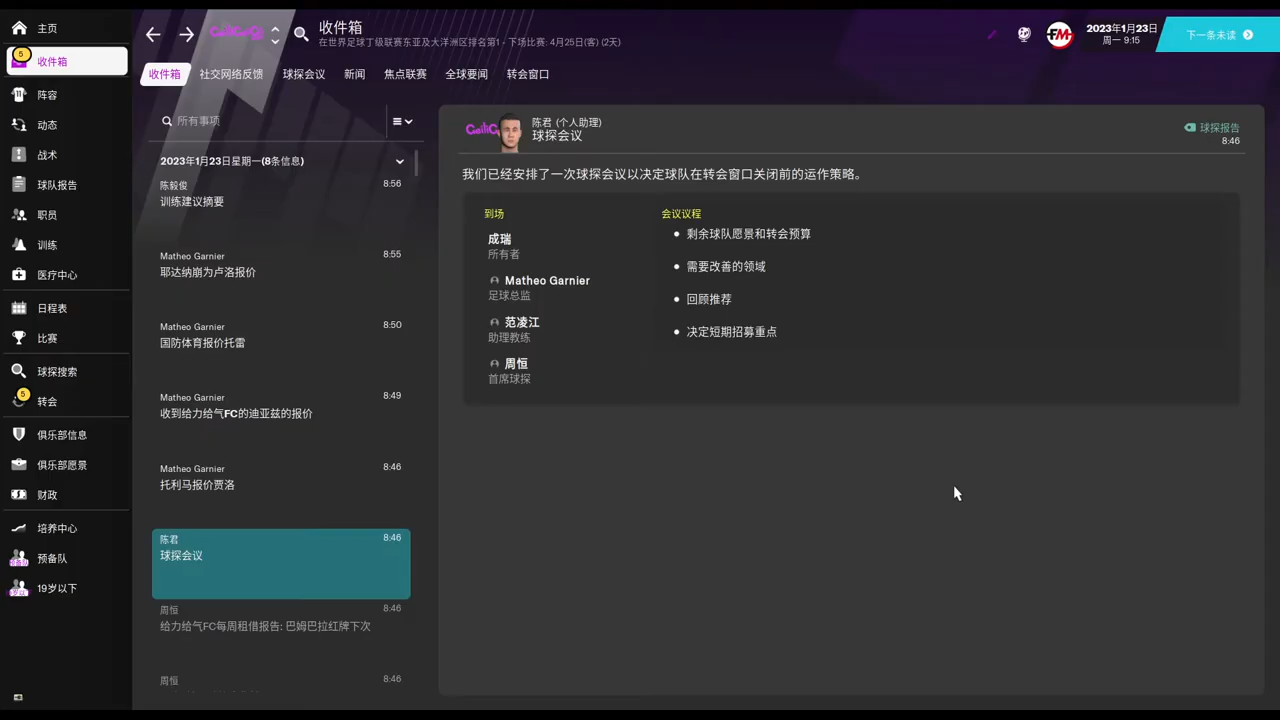 主页
收件箱
5
阵容
动态
战术
球队报告
职员
训练
医疗中心
日程表
比赛
球探搜索
5
转会
俱乐部信息
俱乐部愿景
财政
培养中心
预备队
19岁以下
收件箱
在世界足球丁级联赛东亚及大洋洲区排名第1 - 下场比赛: 4月25日(客) (2天)
FM
2023年1月23日
周一 9:15
下一条未读
收件箱
社交网络反馈
球探会议
新闻
焦点联赛
全球要闻
转会窗口
所有事项
2023年1月23日星期一(8条信息)
陈毅俊
8:56
训练建议摘要
Matheo Garnier
8:55
耶达纳崩为卢洛报价
Matheo Garnier
8:50
国防体育报价托雷
Matheo Garnier
8:49
收到给力给气FC的迪亚兹的报价
Matheo Garnier
8:46
托利马报价贾洛
陈君
8:46
球探会议
周恒
8:46
给力给气FC每周租借报告: 巴姆巴拉红牌下次
周恒
8:46
陈君 (个人助理)
球探会议
球探报告
8:46
我们已经安排了一次球探会议以决定球队在转会窗口关闭前的运作策略。
到场
成瑞
所有者
Matheo Garnier
足球总监
范凌江
助理教练
周恒
首席球探
会议议程
剩余球队愿景和转会预算
需要改善的领域
回顾推荐
决定短期招募重点